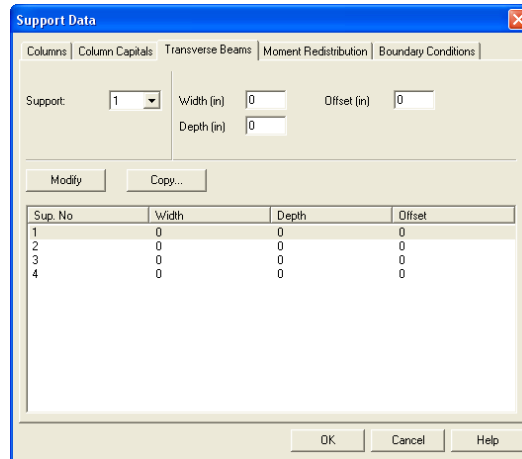 Support Data
Columns Column Capitals Transverse Beams Moment Redistribution Boundary Conditions
Support: 1 Width (in) 0 Offset (in) 0
Depth (in) 0
Modify Copy...
Sup. No Width Depth Offset
1 0 0 0
2 0 0 0
3 0 0 0
4 0 0 0
OK Cancel Help